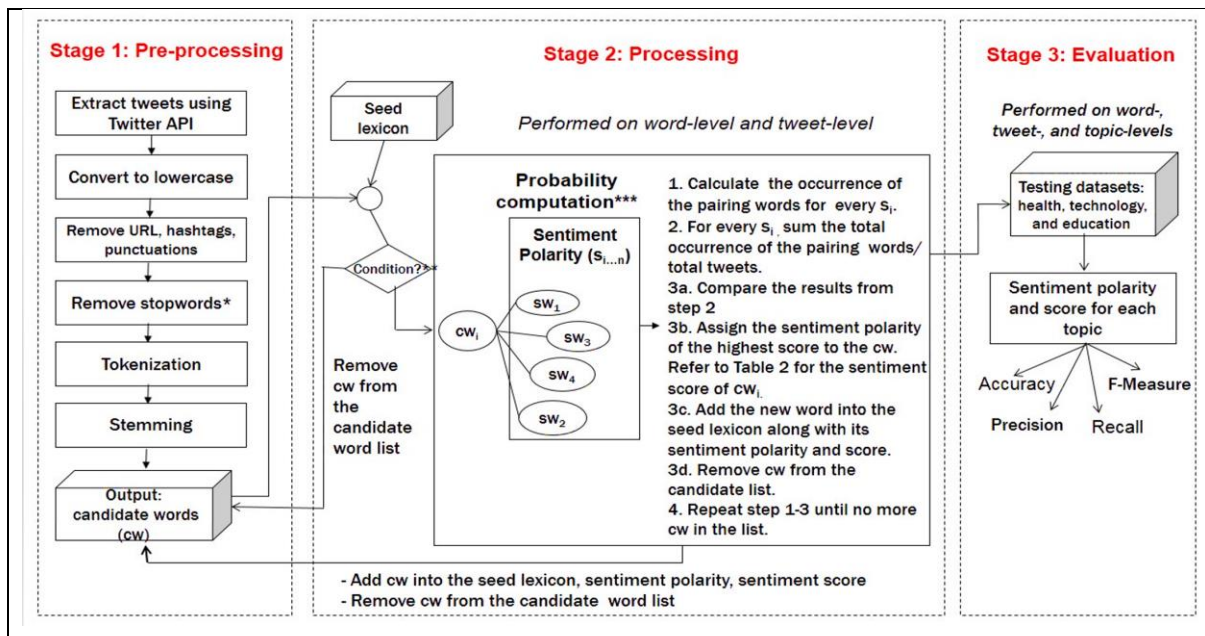 Stage 1: Pre-processing
Extract tweets using
Twitter API
Convert to lowercase
Remove URL, hashtags,
punctuations
Remove stopwords*
Tokenization
Stemming
Output:
candidate words
(cw)
Stage 2: Processing
Seed
lexicon
Performed on word-level and tweet-level
Condition?**
Remove
cw from
the
candidate
word list
cwi
Probability
computation***
Sentiment
Polarity (si...n)
sw1
sw3
sw4
sw2
1. Calculate the occurrence of
the pairing words for every si.
2. For every si, sum the total
occurrence of the pairing words/
total tweets.
3a. Compare the results from
step 2
3b. Assign the sentiment polarity
of the highest score to the cw.
Refer to Table 2 for the sentiment
score of cwi.
3c. Add the new word into the
seed lexicon along with its
sentiment polarity and score.
3d. Remove cw from the
candidate list.
4. Repeat step 1-3 until no more
cw in the list.
- Add cw into the seed lexicon, sentiment polarity, sentiment score
- Remove cw from the candidate word list
Stage 3: Evaluation
Performed on word-,
tweet-, and topic-levels
Testing datasets:
health, technology,
and education
Sentiment polarity
and score for each
topic
Accuracy
F-Measure
Precision
Recall